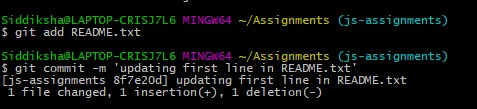 Siddiksha@LAPTOP-CRISJ7L6 MINGW64 ~/Assignments (js-assignments)
$ git add README.txt
Siddiksha@LAPTOP-CRISJ7L6 MINGW64 ~/Assignments (js-assignments)
$ git commit -m 'updating first line in README.txt'
[js-assignments 8f7e20d] updating first line in README.txt
1 file changed, 1 insertion(+), 1 deletion(-)